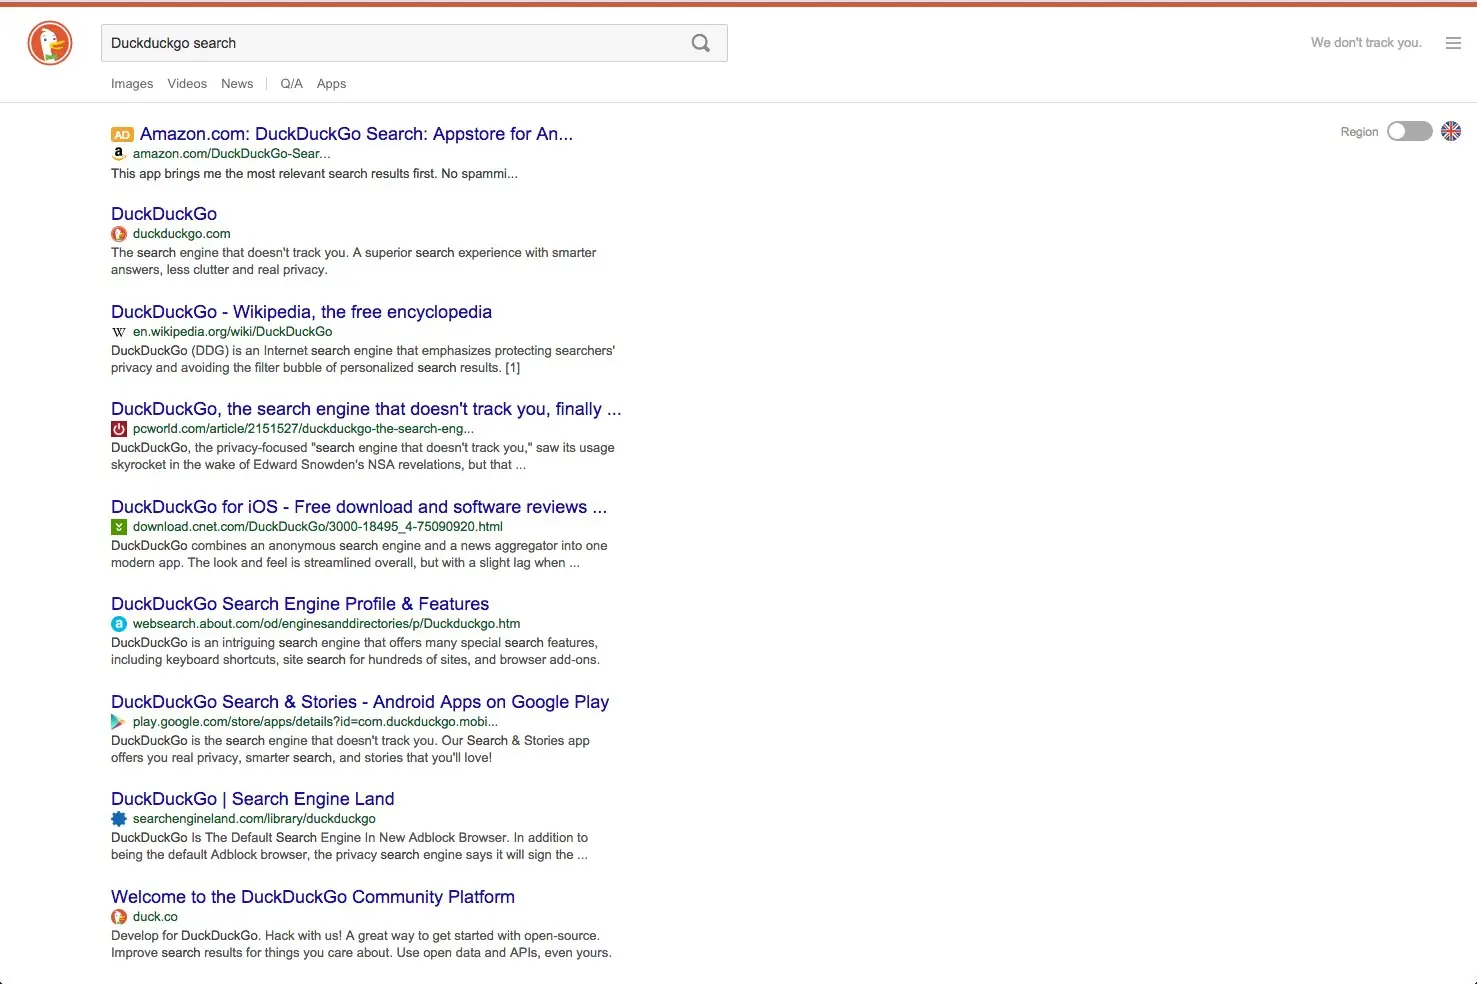 Duckduckgo search
We don't track you.
Images Videos News Q/A Apps
Region
AD Amazon.com: DuckDuckGo Search: Appstore for An...
a amazon.com/DuckDuckGo-Sear...
This app brings me the most relevant search results first. No spammi...
DuckDuckGo
duckduckgo.com
The search engine that doesn't track you. A superior search experience with smarter
answers, less clutter and real privacy.
DuckDuckGo - Wikipedia, the free encyclopedia
W en.wikipedia.org/wiki/DuckDuckGo
DuckDuckGo (DDG) is an Internet search engine that emphasizes protecting searchers'
privacy and avoiding the filter bubble of personalized search results. [1]
DuckDuckGo, the search engine that doesn't track you, finally ...
pcworld.com/article/2151527/duckduckgo-the-search-eng...
DuckDuckGo, the privacy-focused "search engine that doesn't track you," saw its usage
skyrocket in the wake of Edward Snowden's NSA revelations, but that ...
DuckDuckGo for iOS - Free download and software reviews ...
download.cnet.com/DuckDuckGo/3000-18495_4-75090920.html
DuckDuckGo combines an anonymous search engine and a news aggregator into one
modern app. The look and feel is streamlined overall, but with a slight lag when ...
DuckDuckGo Search Engine Profile & Features
a websearch.about.com/od/enginesanddirectories/p/Duckduckgo.htm
DuckDuckGo is an intriguing search engine that offers many special search features,
including keyboard shortcuts, site search for hundreds of sites, and browser add-ons.
DuckDuckGo Search & Stories - Android Apps on Google Play
play.google.com/store/apps/details?id=com.duckduckgo.mobi...
DuckDuckGo is the search engine that doesn't track you. Our Search & Stories app
offers you real privacy, smarter search, and stories that you'll love!
DuckDuckGo | Search Engine Land
searchengineland.com/library/duckduckgo
DuckDuckGo Is The Default Search Engine In New Adblock Browser. In addition to
being the default Adblock browser, the privacy search engine says it will sign the ...
Welcome to the DuckDuckGo Community Platform
duck.co
Develop for DuckDuckGo. Hack with us! A great way to get started with open-source.
Improve search results for things you care about. Use open data and APIs, even yours.